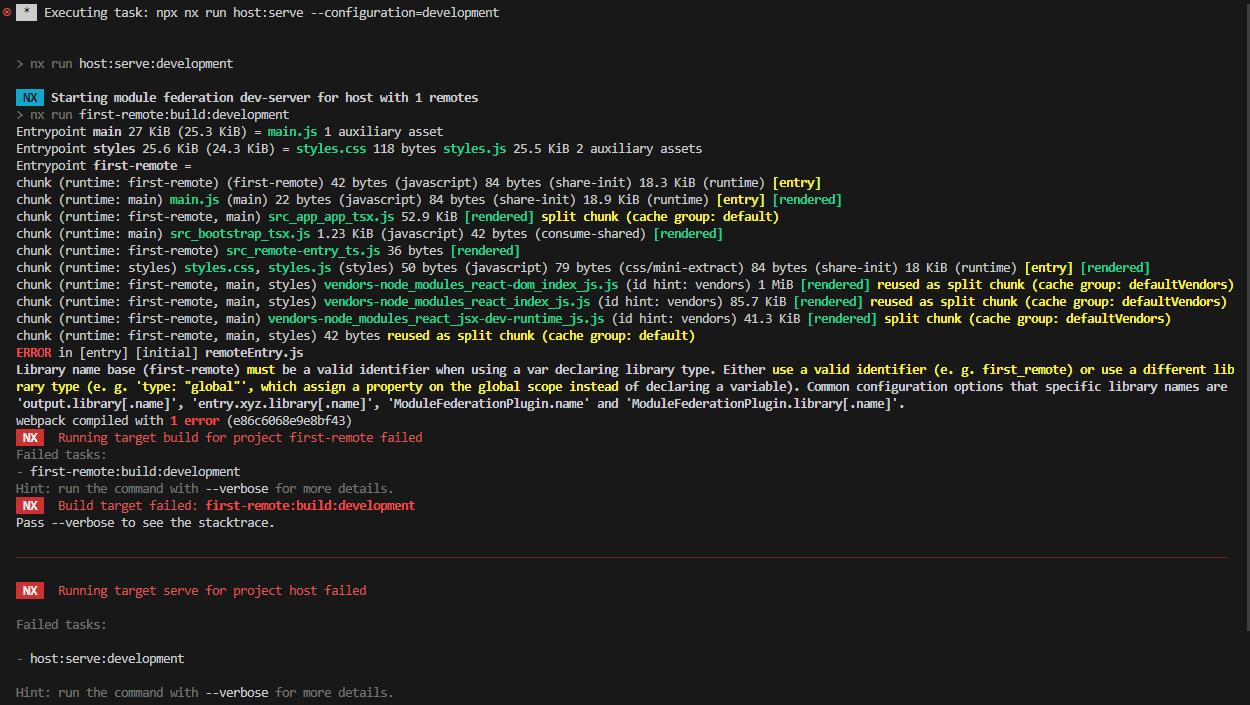 * Executing task: npx nx run host:serve --configuration=development
> nx run host:serve:development
NX Starting module federation dev-server for host with 1 remotes
> nx run first-remote:build:development
Entrypoint main 27 KiB (25.3 KiB) = main.js 1 auxiliary asset
Entrypoint styles 25.6 KiB (24.3 KiB) = styles.css 118 bytes styles.js 25.5 KiB 2 auxiliary assets
Entrypoint first-remote =
chunk (runtime: first-remote) (first-remote) 42 bytes (javascript) 84 bytes (share-init) 18.3 KiB (runtime) [entry]
chunk (runtime: main) main.js (main) 22 bytes (javascript) 84 bytes (share-init) 18.9 KiB (runtime) [entry] [rendered]
chunk (runtime: first-remote, main) src_app_app_tsx.js 52.9 KiB [rendered] split chunk (cache group: default)
chunk (runtime: main) src_bootstrap_tsx.js 1.23 KiB (javascript) 42 bytes (consume-shared) [rendered]
chunk (runtime: first-remote) src_remote-entry_ts.js 36 bytes [rendered]
chunk (runtime: styles) styles.css, styles.js (styles) 50 bytes (javascript) 79 bytes (css/mini-extract) 84 bytes (share-init) 18 KiB (runtime) [entry] [rendered]
chunk (runtime: first-remote, main, styles) vendors-node_modules_react-dom_index_js.js (id hint: vendors) 1 MiB [rendered] reused as split chunk (cache group: defaultVendors)
chunk (runtime: first-remote, main, styles) vendors-node_modules_react_index_js.js (id hint: vendors) 85.7 KiB [rendered] reused as split chunk (cache group: defaultVendors)
chunk (runtime: first-remote, main) vendors-node_modules_react_jsx-dev-runtime_js.js (id hint: vendors) 41.3 KiB [rendered] split chunk (cache group: defaultVendors)
chunk (runtime: first-remote, main, styles) 42 bytes reused as split chunk (cache group: default)
ERROR in [entry] [initial] remoteEntry.js
Library name base (first-remote) must be a valid identifier when using a var declaring library type. Either use a valid identifier (e. g. first_remote) or use a different lib
rary type (e. g. 'type: "global"', which assign a property on the global scope instead of declaring a variable). Common configuration options that specific library names are
'output.library[.name]', 'entry.xyz.library[.name]', 'ModuleFederationPlugin.name' and 'ModuleFederationPlugin.library[.name]'.
webpack compiled with 1 error (e86c6068e9e8bf43)
NX Running target build for project first-remote failed
Failed tasks:
- first-remote:build:development
Hint: run the command with --verbose for more details.
NX Build target failed: first-remote:build:development
Pass --verbose to see the stacktrace.
NX Running target serve for project host failed
Failed tasks:
- host:serve:development
Hint: run the command with --verbose for more details.